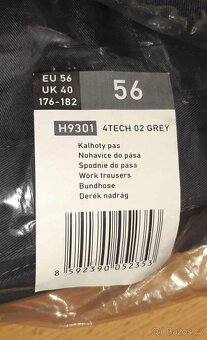 EU 56
UK 40
176-182
56
H9301 4TECH 02 GREY
Kalhoty pas
Nohavice do pása
Spodnie do pasa
Work trousers
Bundhose
Derék nadrág
8 592390 052353